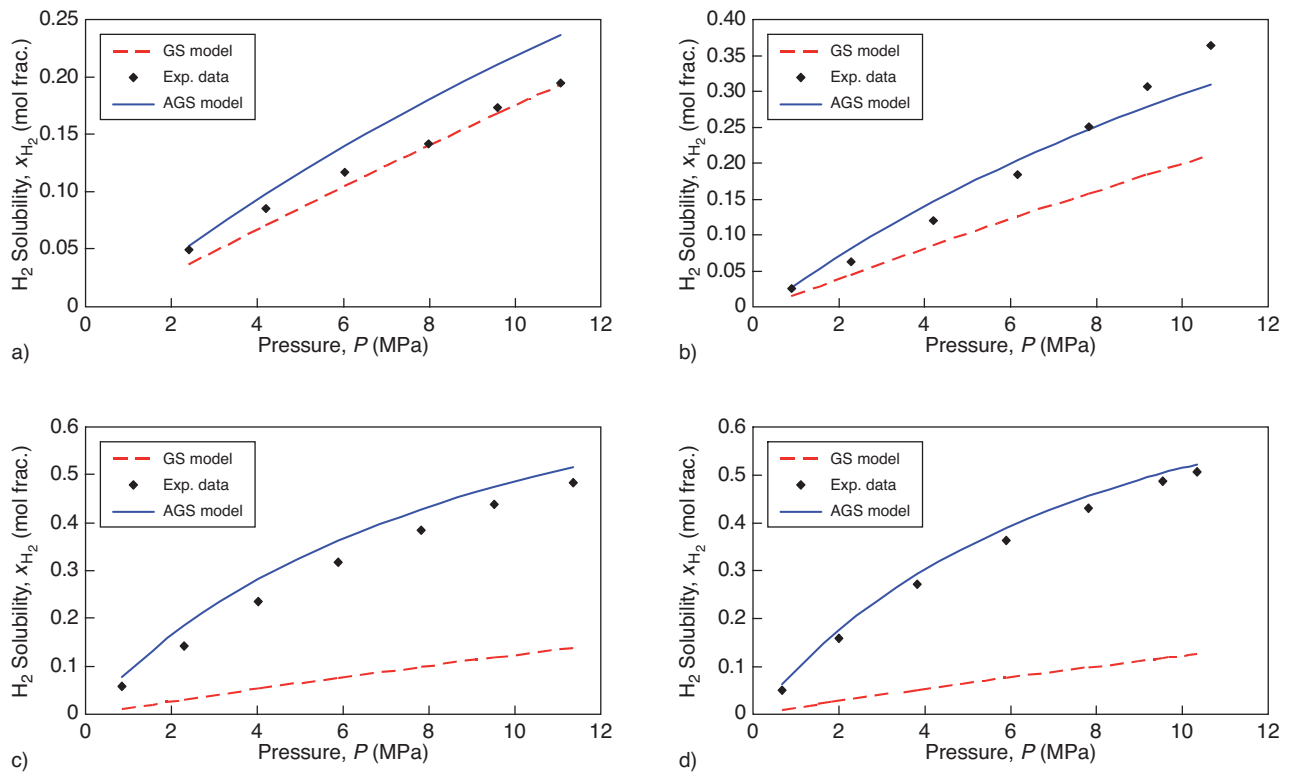 0.25
0.20
0.15
0.10
0.05
0
H2 Solubility, xH2 (mol frac.)
GS model
Exp. data
AGS model
0 2 4 6 8 10 12
Pressure, P (MPa)
a)
0.40
0.35
0.30
0.25
0.20
0.15
0.10
0.05
0
H2 Solubility, xH2 (mol frac.)
GS model
Exp. data
AGS model
0 2 4 6 8 10 12
Pressure, P (MPa)
b)
0.6
0.5
0.4
0.3
0.2
0.1
0
H2 Solubility, xH2 (mol frac.)
GS model
Exp. data
AGS model
0 2 4 6 8 10 12
Pressure, P (MPa)
c)
0.6
0.5
0.4
0.3
0.2
0.1
0
H2 Solubility, xH2 (mol frac.)
GS model
Exp. data
AGS model
0 2 4 6 8 10 12
Pressure, P (MPa)
d)